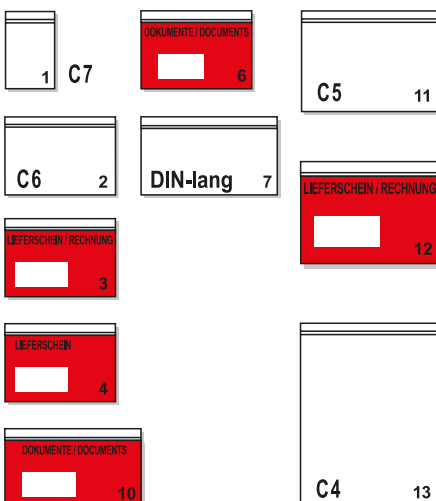 1 C7
C6 2
LIEFERSCHEIN / RECHNUNG
3
LIEFERSCHEIN
4
DOKUMENTE / DOCUMENTS
10
DOKUMENTE / DOCUMENTS
6
DIN-lang 7
C5 11
LIEFERSCHEIN / RECHNUNG
12
C4 13